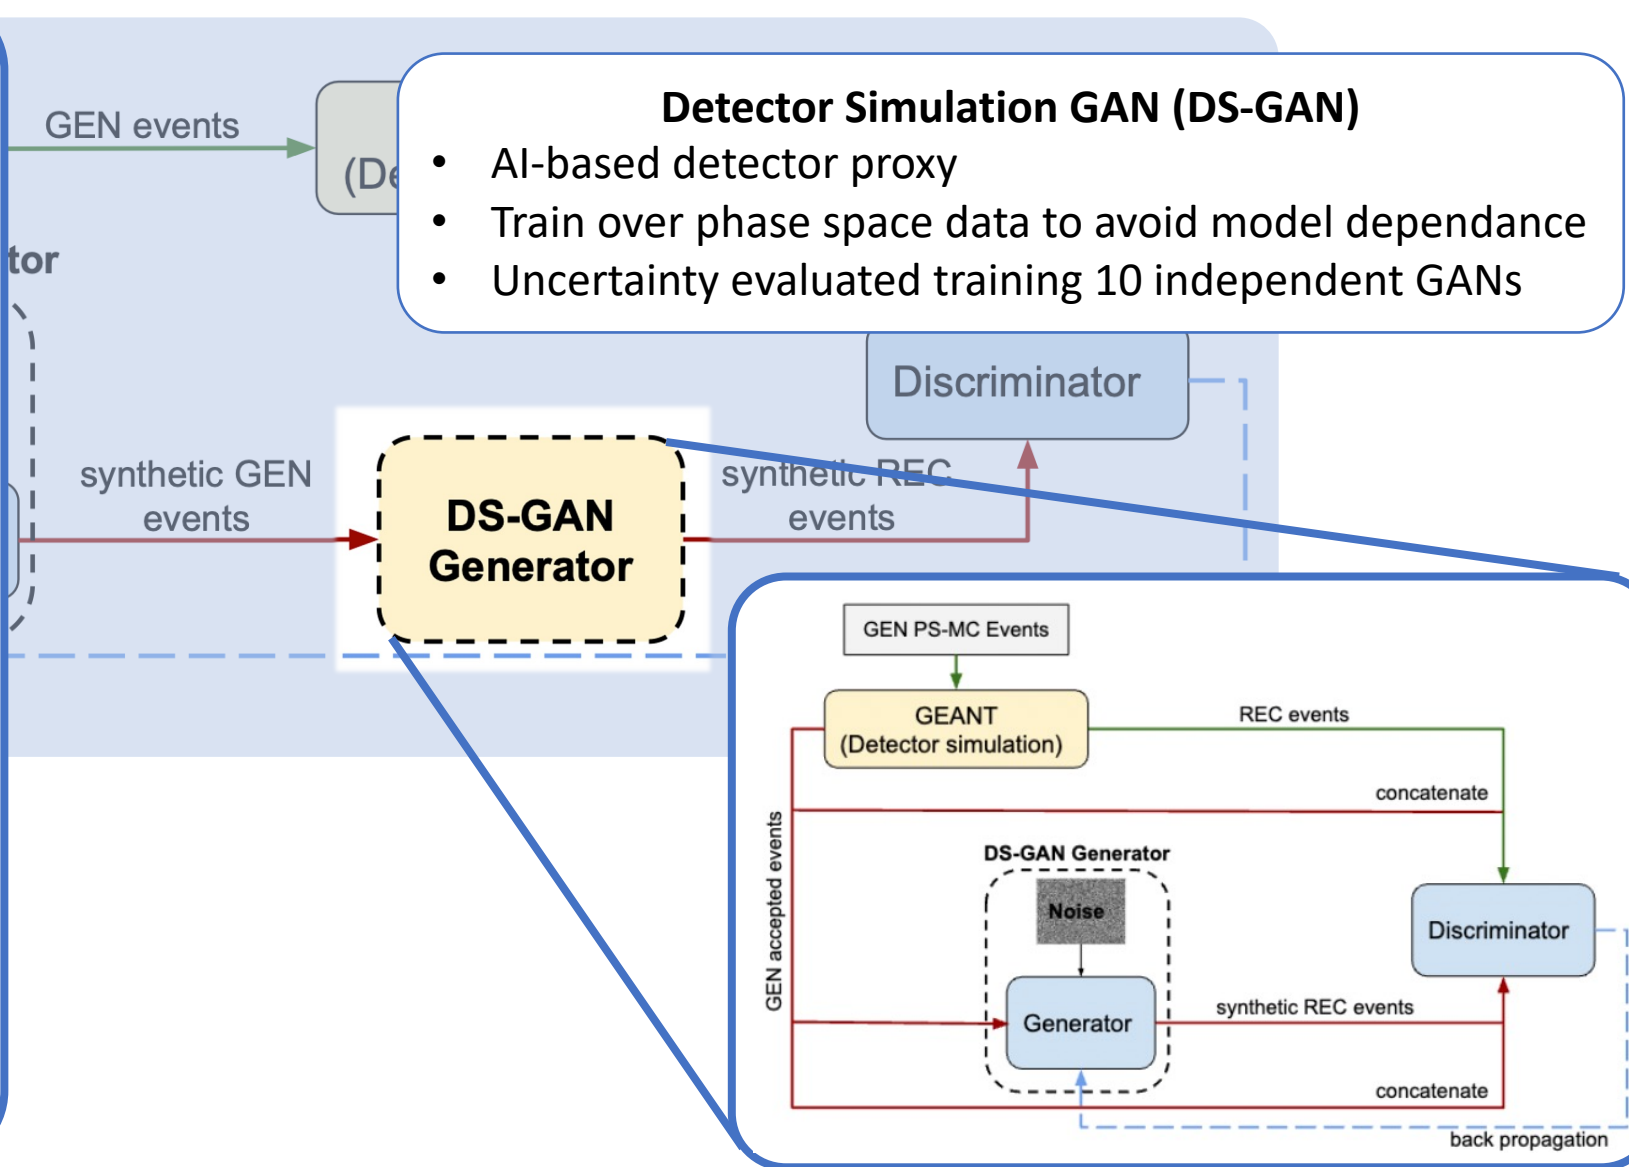 GEN events
(De
tor
Detector Simulation GAN (DS-GAN)
• AI-based detector proxy
• Train over phase space data to avoid model dependance
• Uncertainty evaluated training 10 independent GANs
Discriminator
synthetic GEN
events
DS-GAN
Generator
synthetic REC
events
GEN PS-MC Events
GEANT
(Detector simulation)
REC events
concatenate
GEN accepted events
DS-GAN Generator
Noise
Discriminator
Generator
synthetic REC events
concatenate
back propagation